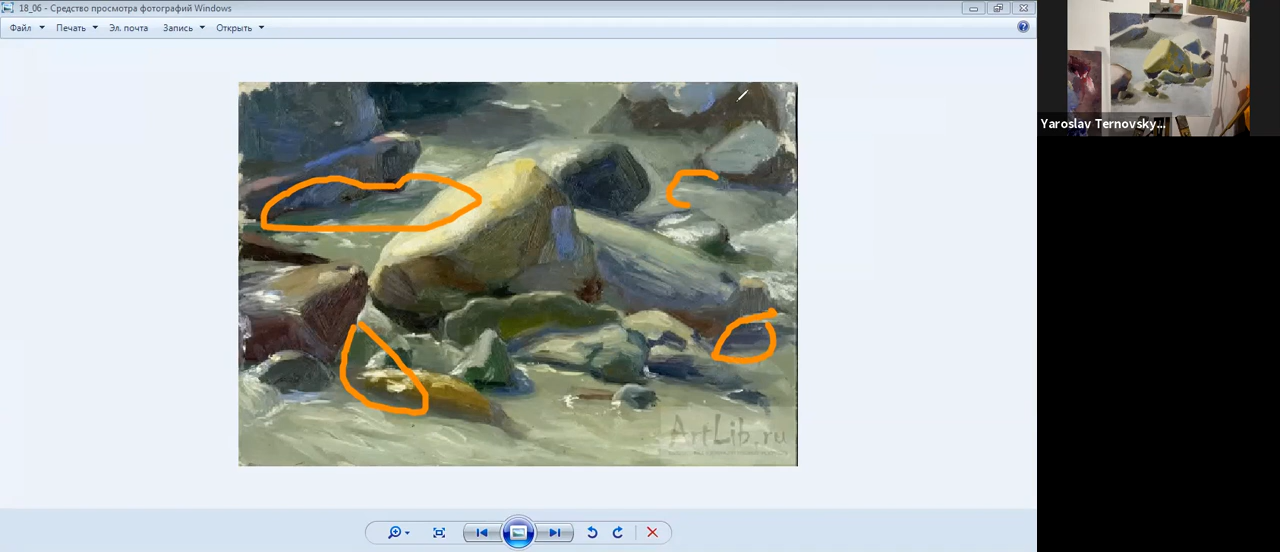 18_06 - Средство просмотра фотографий Windows
Файл Печать Эл. почта Запись Открыть
Yaroslav Ternovsky...
ArtLib.ru